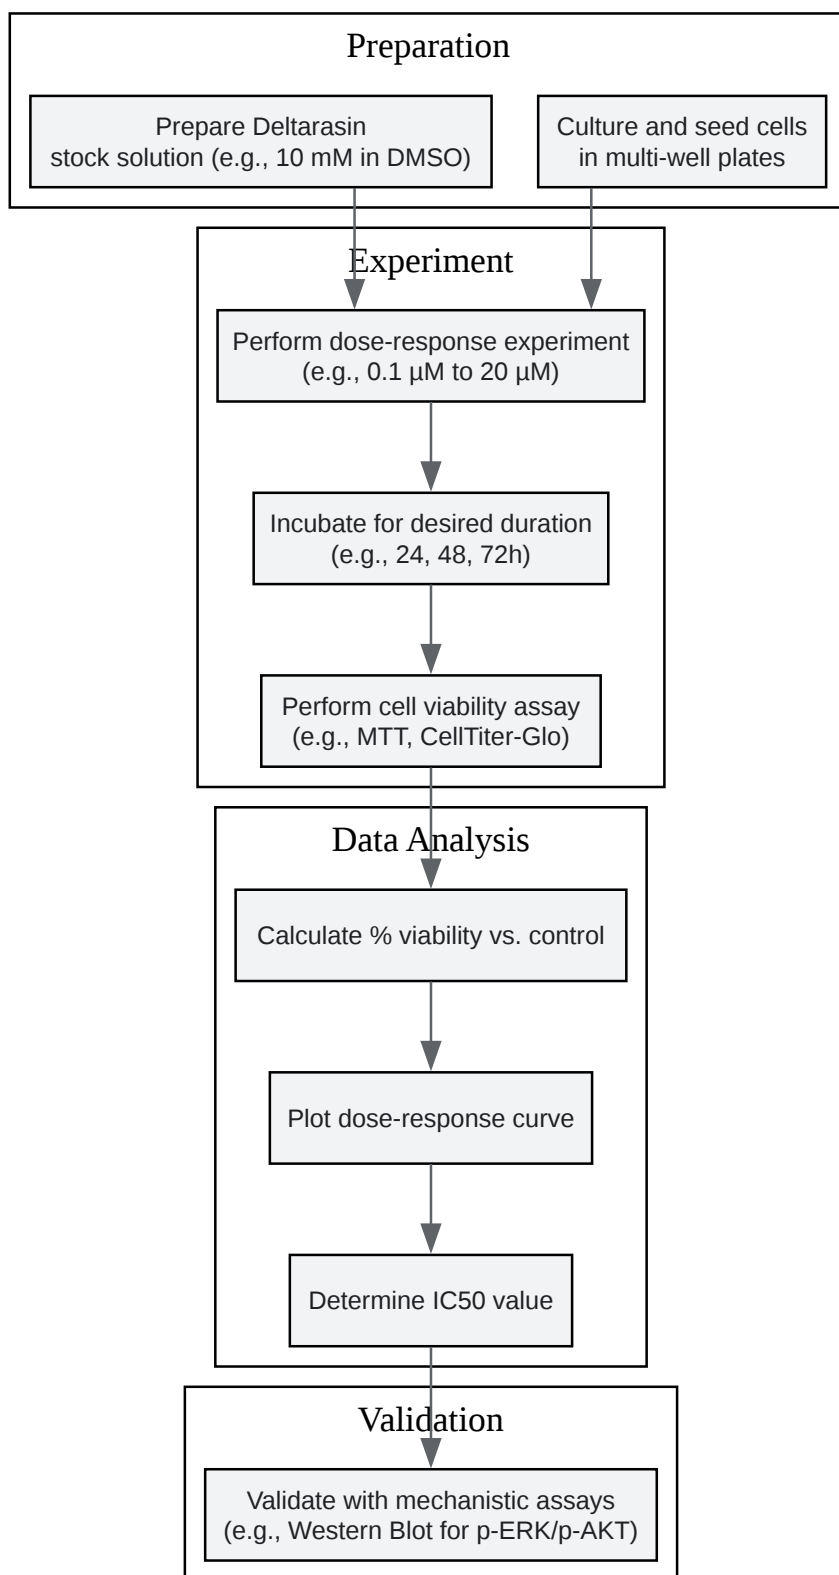 Preparation
Prepare Deltarasin
stock solution (e.g., 10 mM in DMSO)
Culture and seed cells
in multi-well plates
Experiment
Perform dose-response experiment
(e.g., 0.1 µM to 20 µM)
Incubate for desired duration
(e.g., 24, 48, 72h)
Perform cell viability assay
(e.g., MTT, CellTiter-Glo)
Data Analysis
Calculate % viability vs. control
Plot dose-response curve
Determine IC50 value
Validation
Validate with mechanistic assays
(e.g., Western Blot for p-ERK/p-AKT)